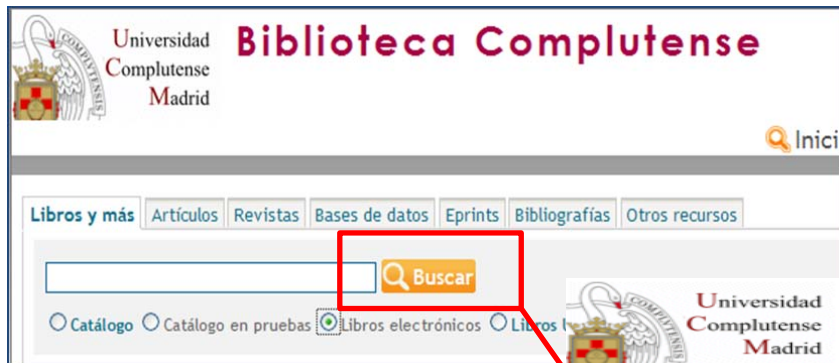 Universidad
Complutense
Madrid
Biblioteca Complutense
Inici
Libros y más Artículos Revistas Bases de datos Eprints Bibliografías Otros recursos
Buscar
Catálogo Catálogo en pruebas Libros electrónicos Libros
Universidad
Complutense
Madrid